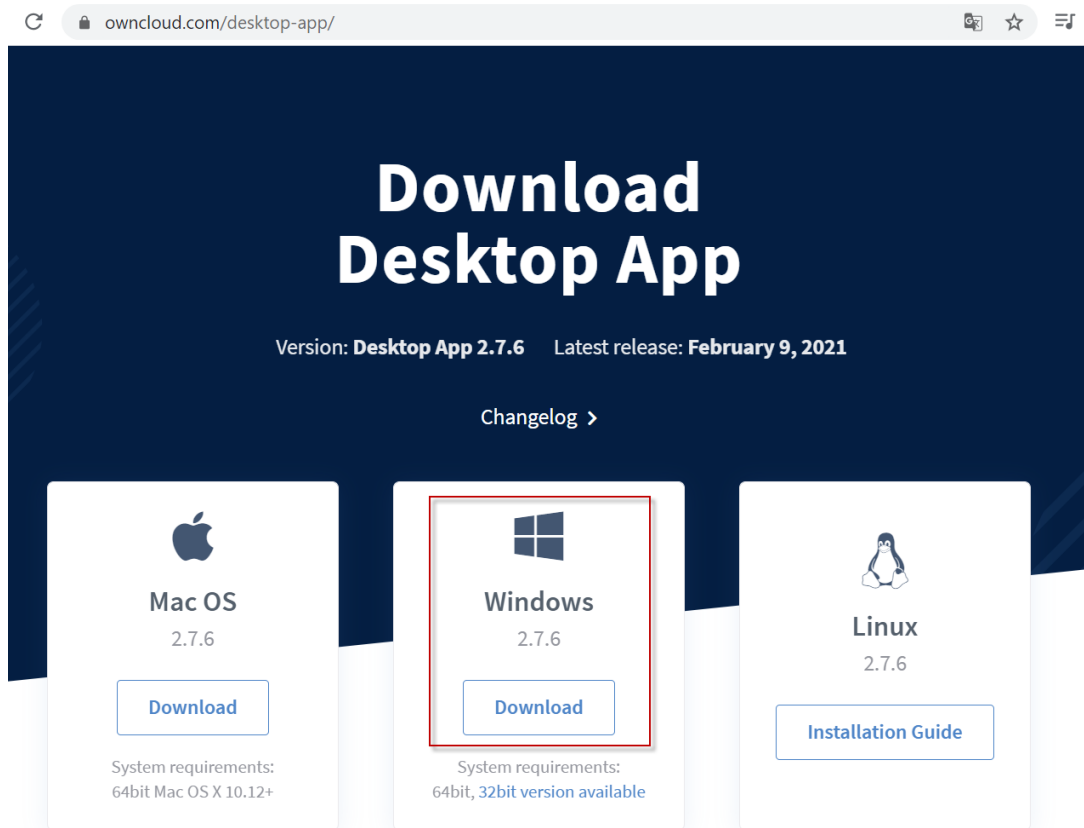 owncloud.com/desktop-app/
Download
Desktop App
Version: Desktop App 2.7.6 Latest release: February 9, 2021
Changelog
Mac OS
2.7.6
Download
System requirements:
64bit Mac OS X 10.12+
Windows
2.7.6
Download
System requirements:
64bit, 32bit version available
Linux
2.7.6
Installation Guide